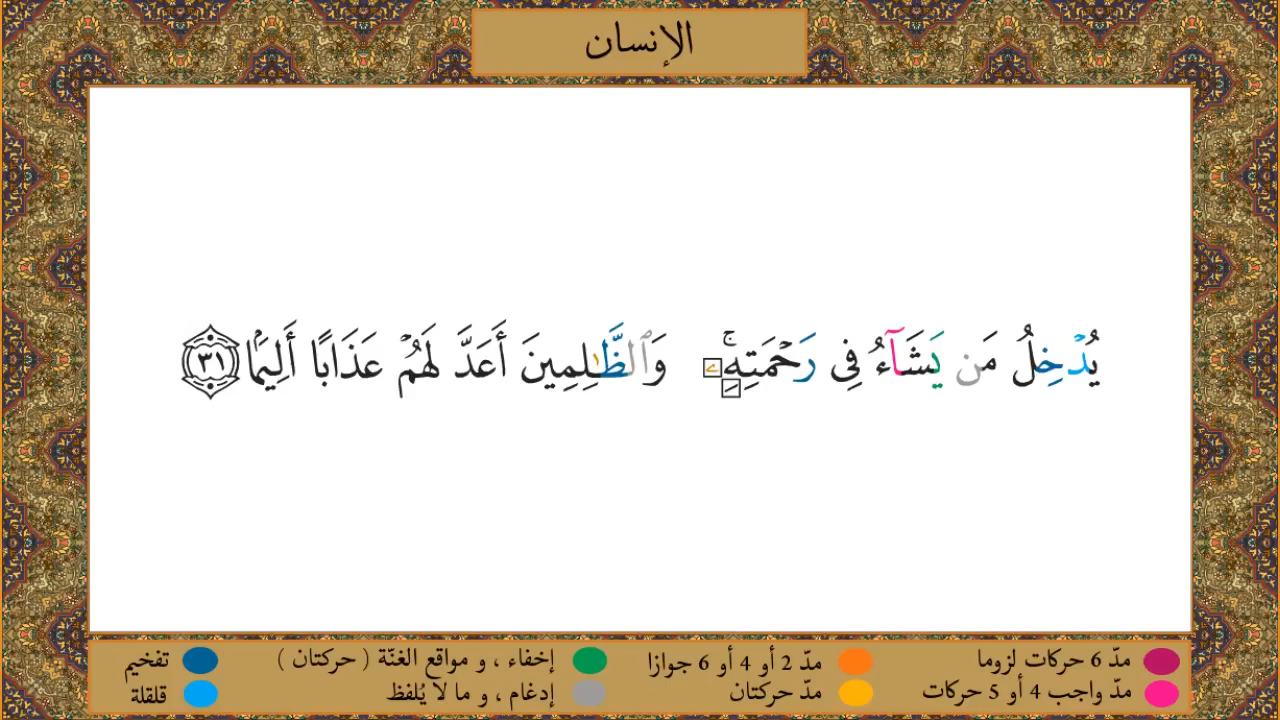 الإنسان
يُدْخِلُ مَن يَشَآءُ فِى رَحْمَتِهِۦۚ وَٱلظَّـٰلِمِينَ أَعَدَّ لَهُمْ عَذَابًا أَلِيمًۢا ٣١
مدّ 6 حركات لزوما
مدّ 2 أو 4 أو 6 جوازا
إخفاء ، و مواقع الغنّة ( حركتان )
تفخيم
مدّ واجب 4 أو 5 حركات
مدّ حركتان
إدغام ، و ما لا يُلفظ
قلقلة